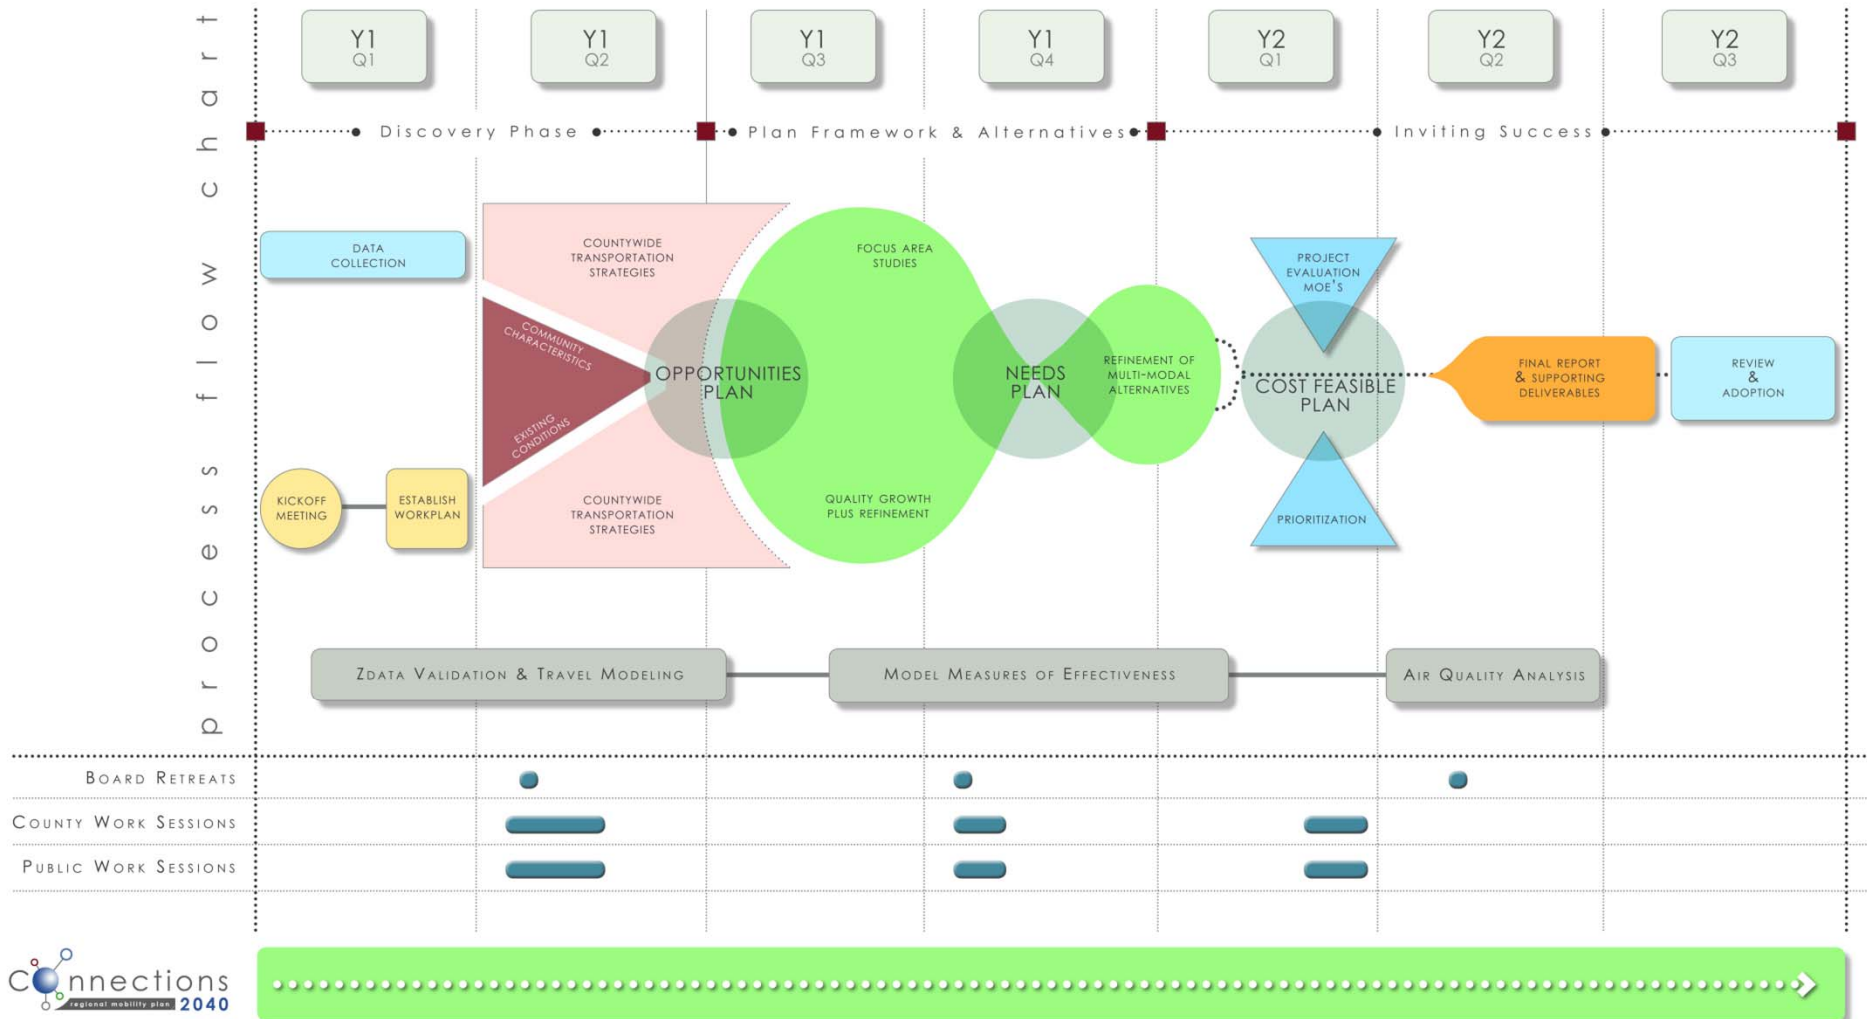 process flow chart
Y1
Q1
Y1
Q2
Y1
Q3
Y1
Q4
Y2
Q1
Y2
Q2
Y2
Q3
Discovery Phase
Plan Framework & Alternatives
Inviting Success
DATA
COLLECTION
KICKOFF
MEETING
ESTABLISH
WORKPLAN
COUNTYWIDE
TRANSPORTATION
STRATEGIES
COMMUNITY
CHARACTERISTICS
EXISTING
CONDITIONS
COUNTYWIDE
TRANSPORTATION
STRATEGIES
OPPORTUNITIES
PLAN
FOCUS AREA
STUDIES
QUALITY GROWTH
PLUS REFINEMENT
NEEDS
PLAN
REFINEMENT OF
MULTI-MODAL
ALTERNATIVES
PROJECT
EVALUATION
MOE'S
COST FEASIBLE
PLAN
PRIORITIZATION
FINAL REPORT
& SUPPORTING
DELIVERABLES
REVIEW
&
ADOPTION
ZDATA VALIDATION & TRAVEL MODELING
MODEL MEASURES OF EFFECTIVENESS
AIR QUALITY ANALYSIS
BOARD RETREATS
COUNTY WORK SESSIONS
PUBLIC WORK SESSIONS
Connections
regional mobility plan 2040